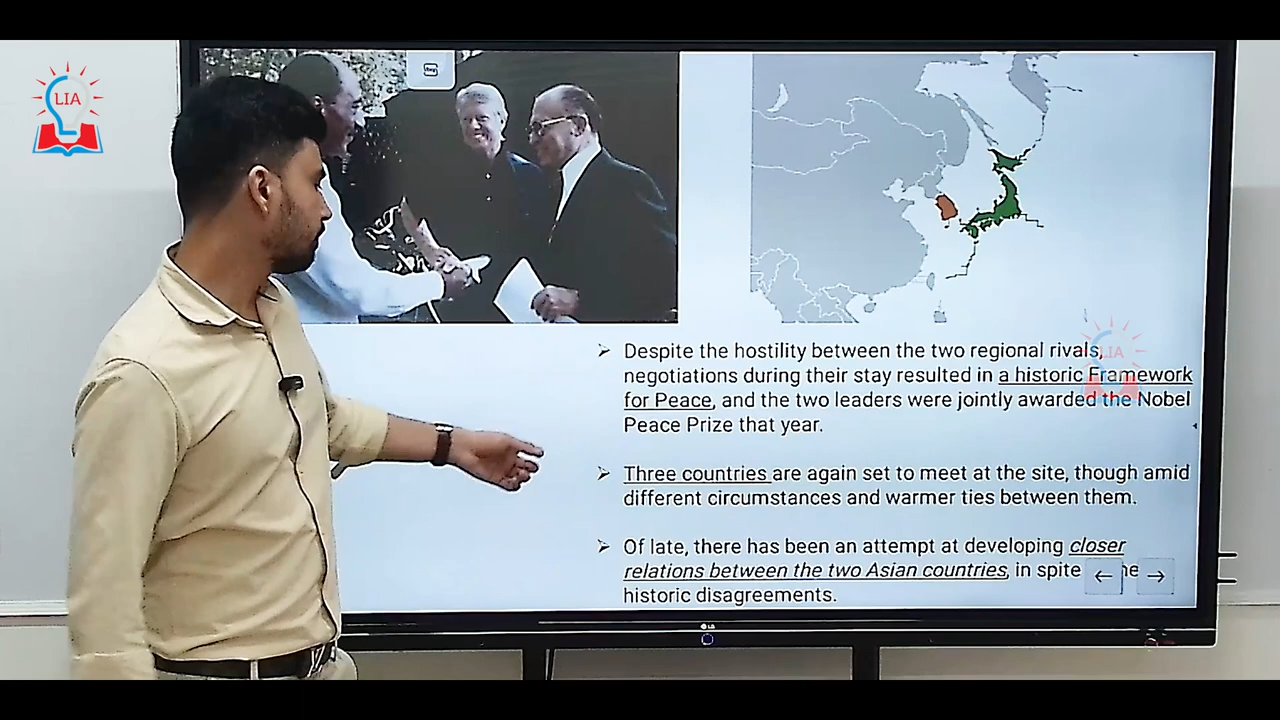 LIA
LIA
Despite the hostility between the two regional rivals,
negotiations during their stay resulted in a historic Framework
for Peace, and the two leaders were jointly awarded the Nobel
Peace Prize that year.
Three countries are again set to meet at the site, though amid
different circumstances and warmer ties between them.
Of late, there has been an attempt at developing closer
relations between the two Asian countries, in spite
historic disagreements.
LG